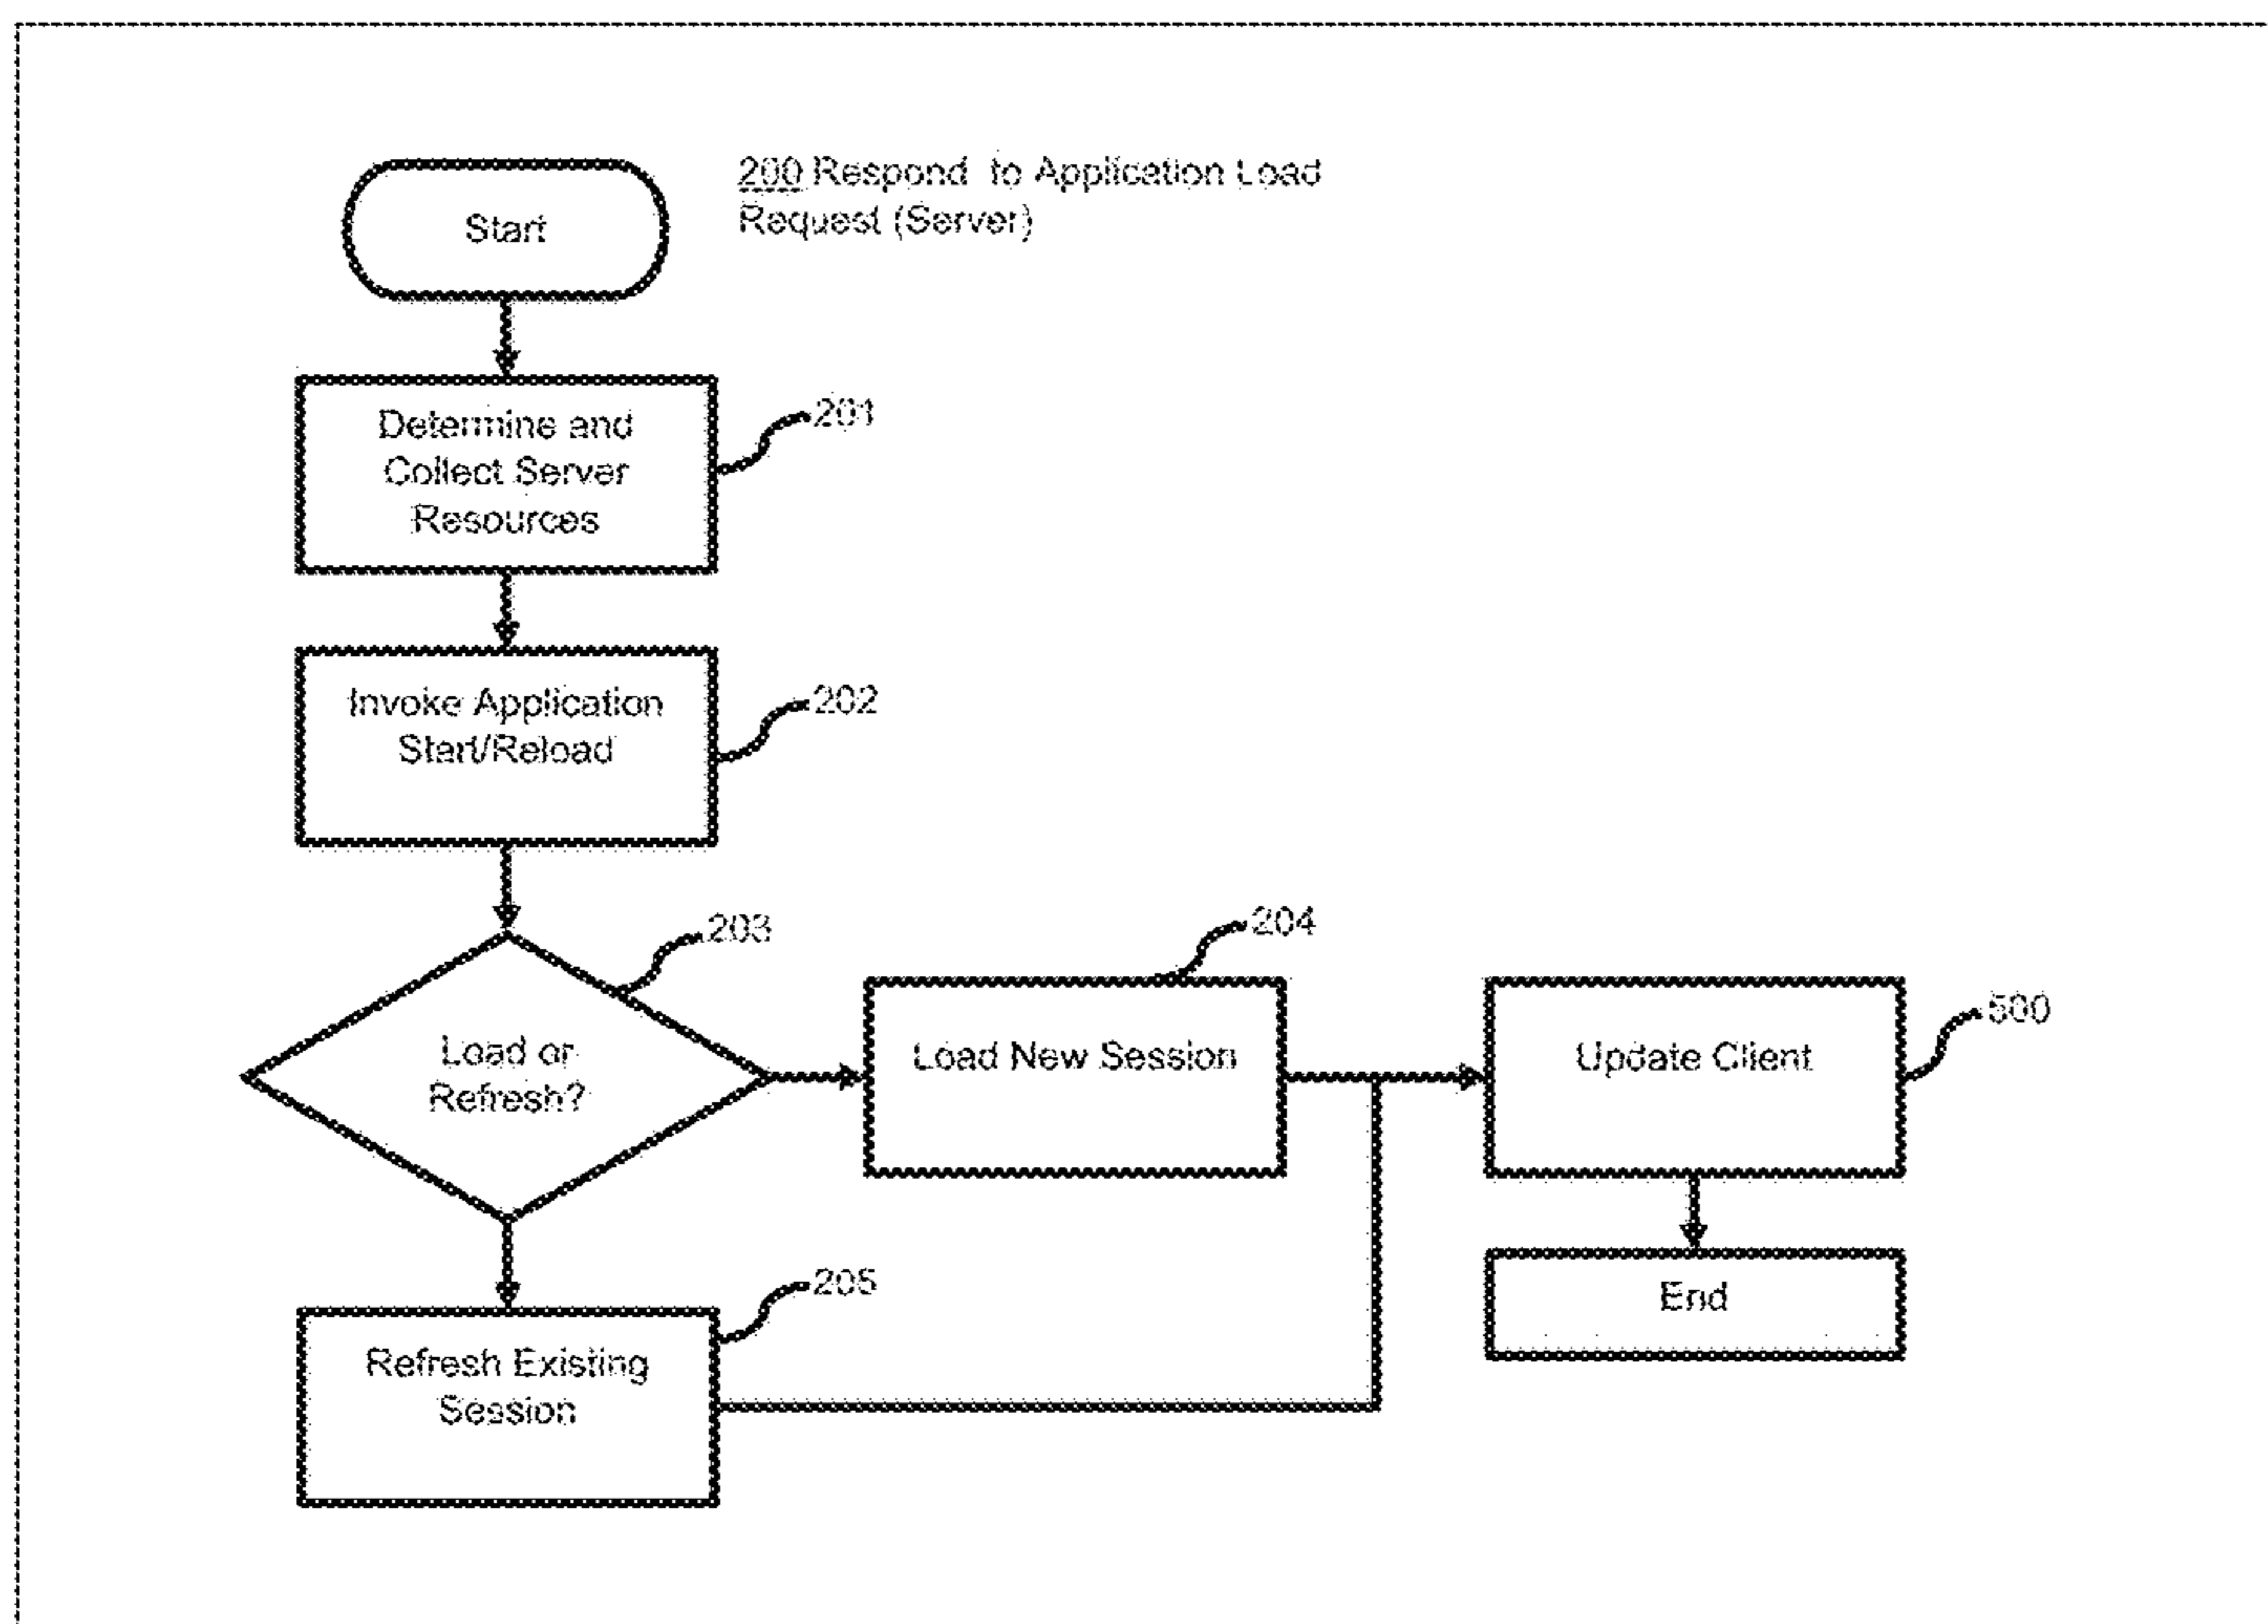 200 Respond to Application Load
Request (Server)
Start
Determine and
Collect Server
Resources
201
Invoke Application
Start/Reload
202
203
Load or
Refresh?
204
Load New Session
500
Update Client
End
205
Refresh Existing
Session